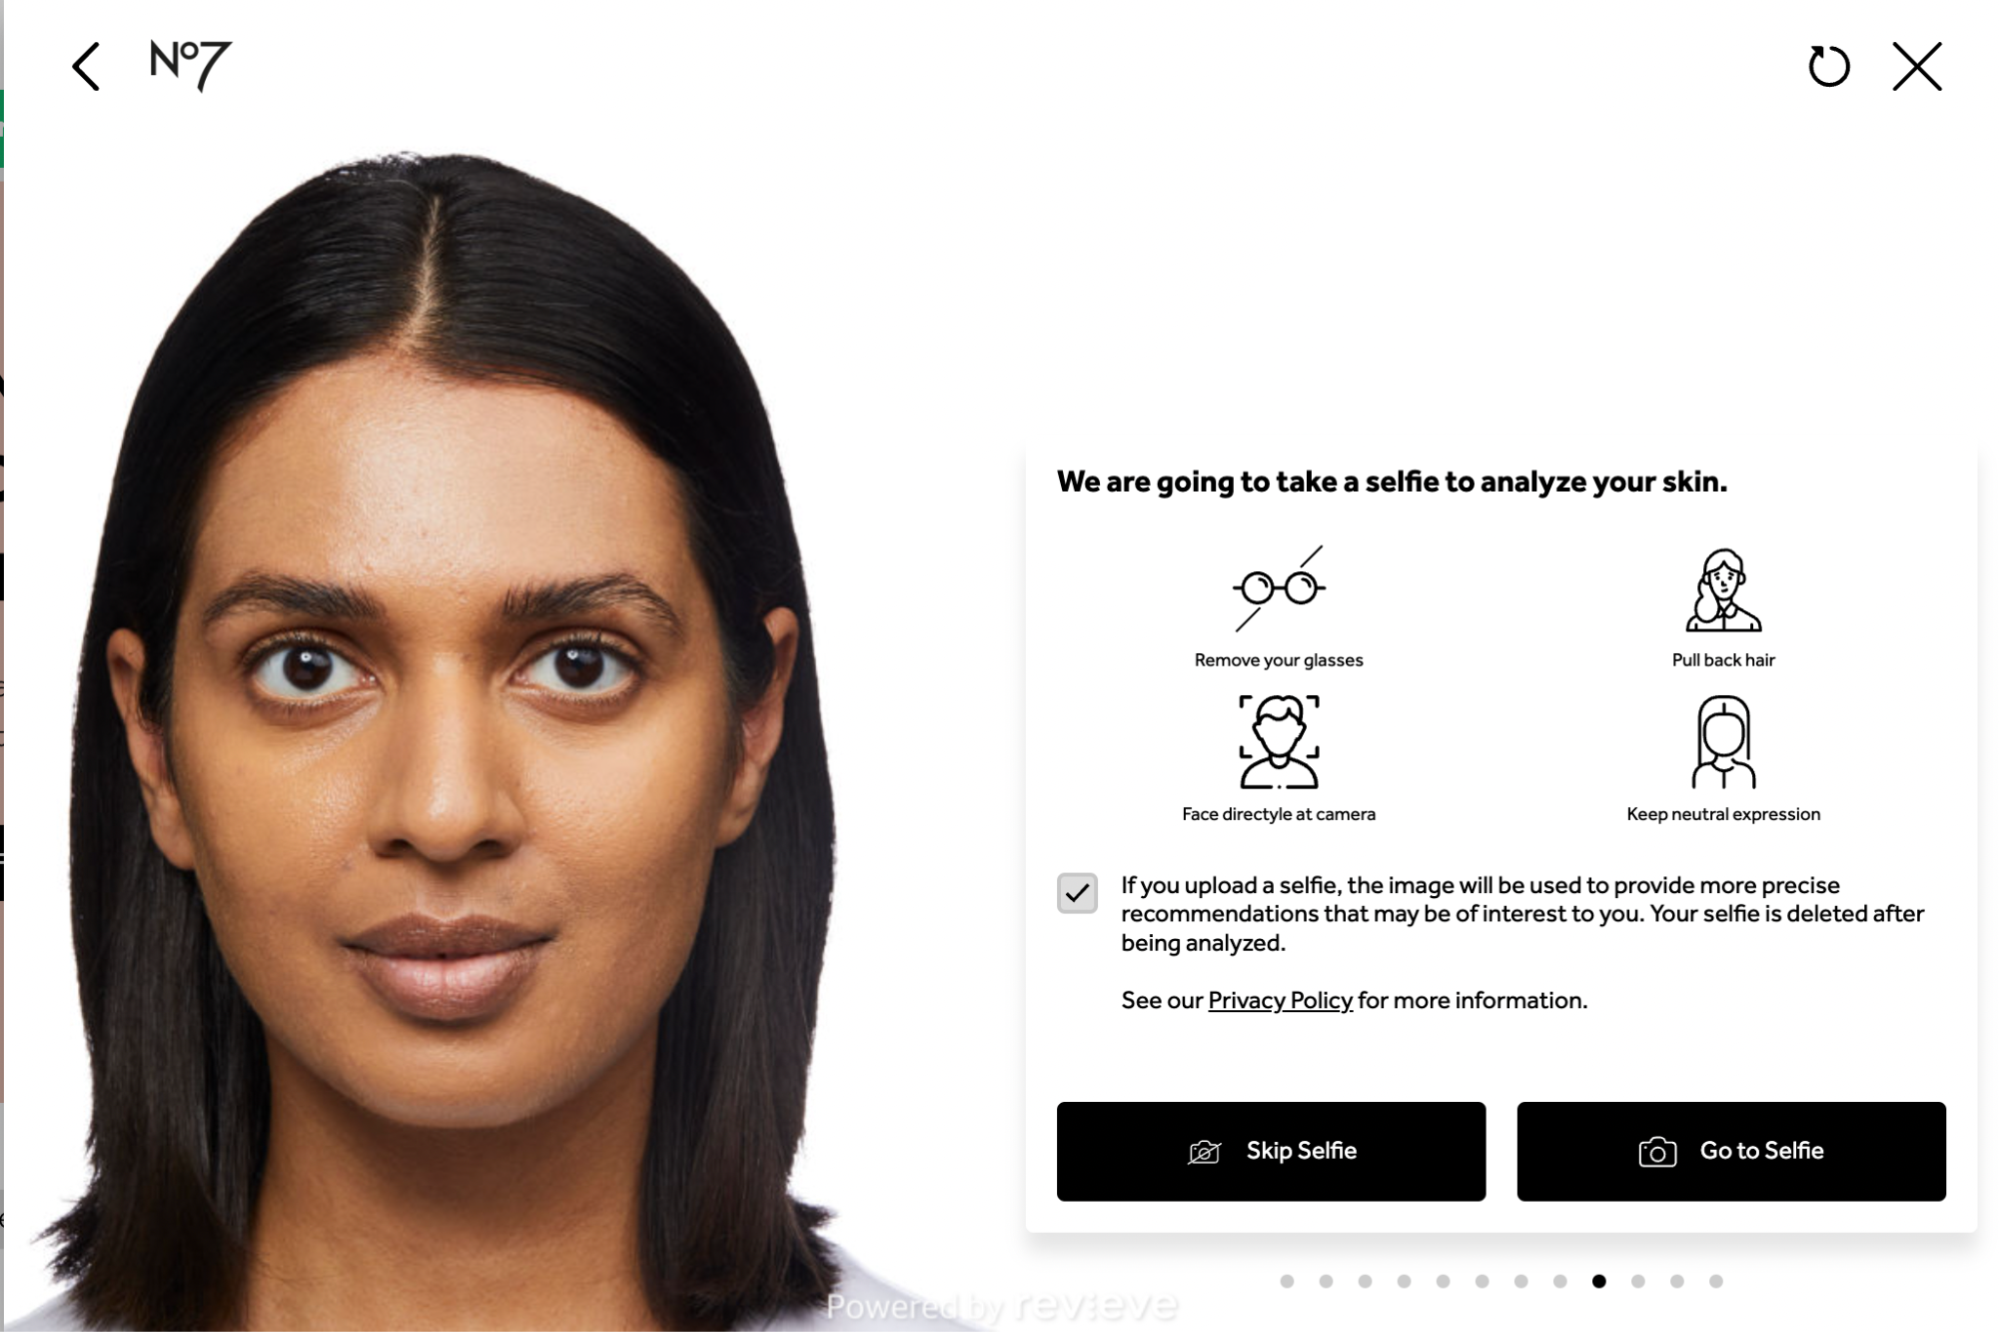 Nº7
We are going to take a selfie to analyze your skin.
Remove your glasses
Pull back hair
Face directyle at camera
Keep neutral expression
If you upload a selfie, the image will be used to provide more precise
recommendations that may be of interest to you. Your selfie is deleted after
being analyzed.
See our Privacy Policy for more information.
Skip Selfie
Go to Selfie
Powered by revieve